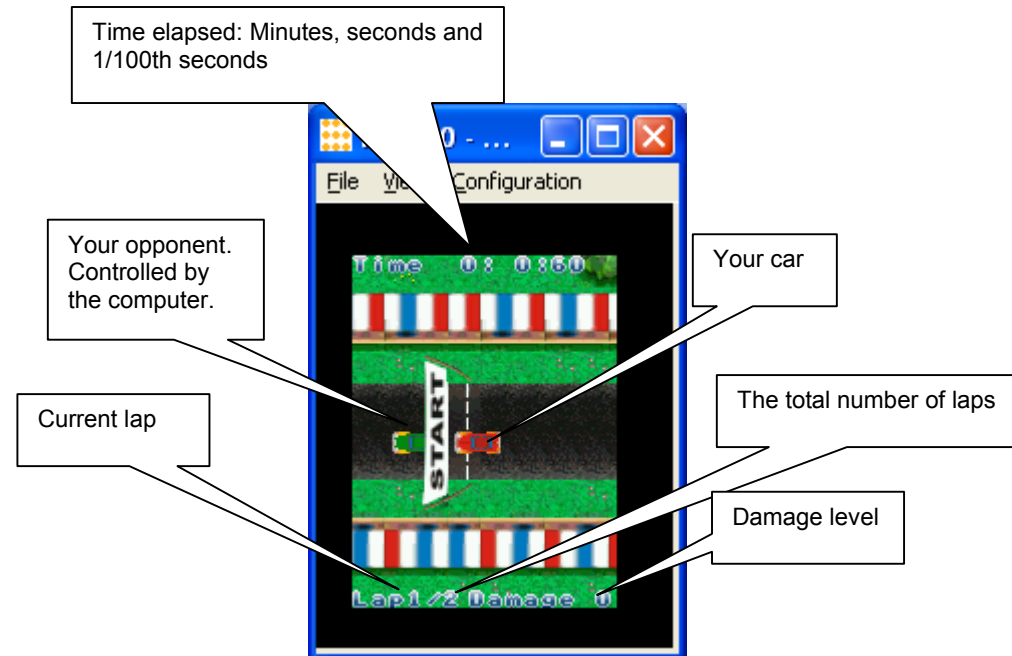 Time elapsed: Minutes, seconds and
1/100th seconds
0 - ...
File Configuration
Your opponent.
Controlled by
the computer.
Time 0: 0:60
Your car
START
Current lap
The total number of laps
Damage level
Lap1/2 Damage 0